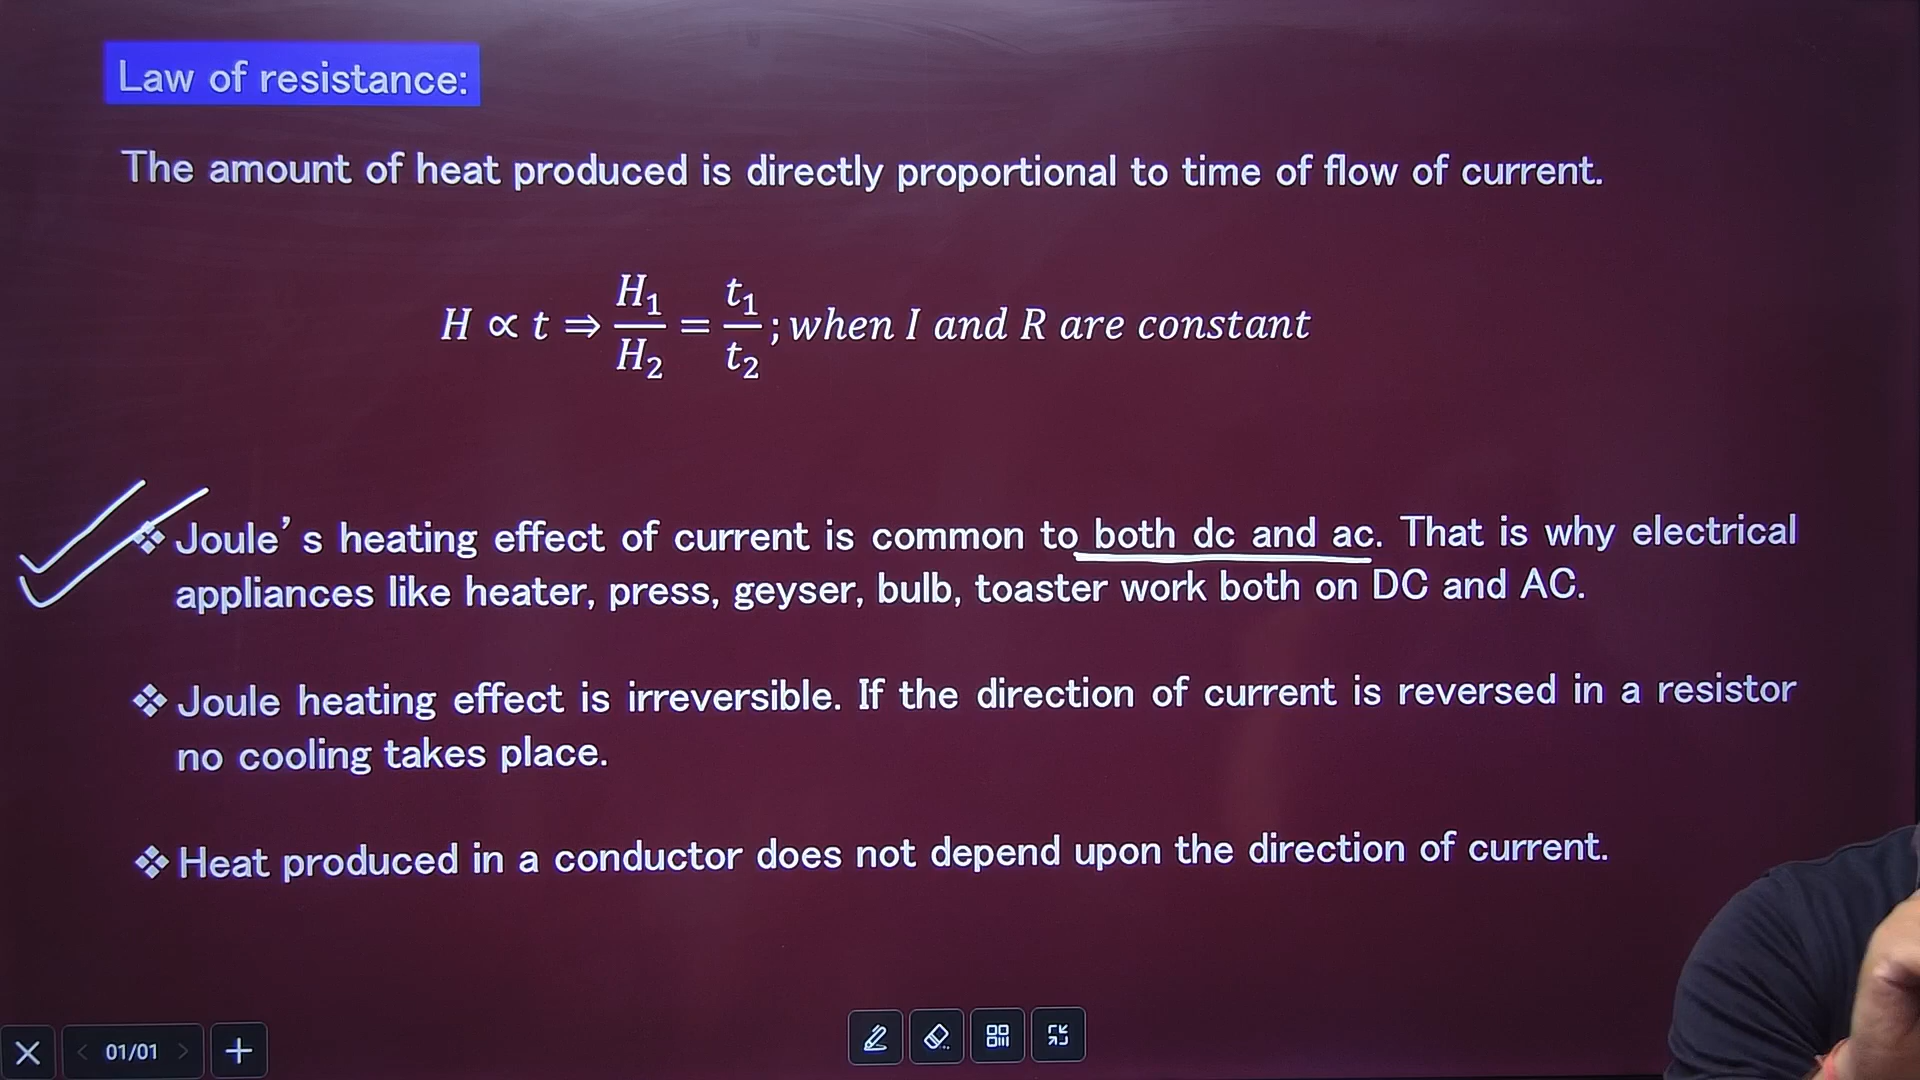 Law of resistance:
The amount of heat produced is directly proportional to time of flow of current.
H ∝ t ⇒ H₁/H₂ = t₁/t₂ ; when I and R are constant
❖ Joule's heating effect of current is common to both dc and ac. That is why electrical
appliances like heater, press, geyser, bulb, toaster work both on DC and AC.
❖ Joule heating effect is irreversible. If the direction of current is reversed in a resistor
no cooling takes place.
❖ Heat produced in a conductor does not depend upon the direction of current.
01/01